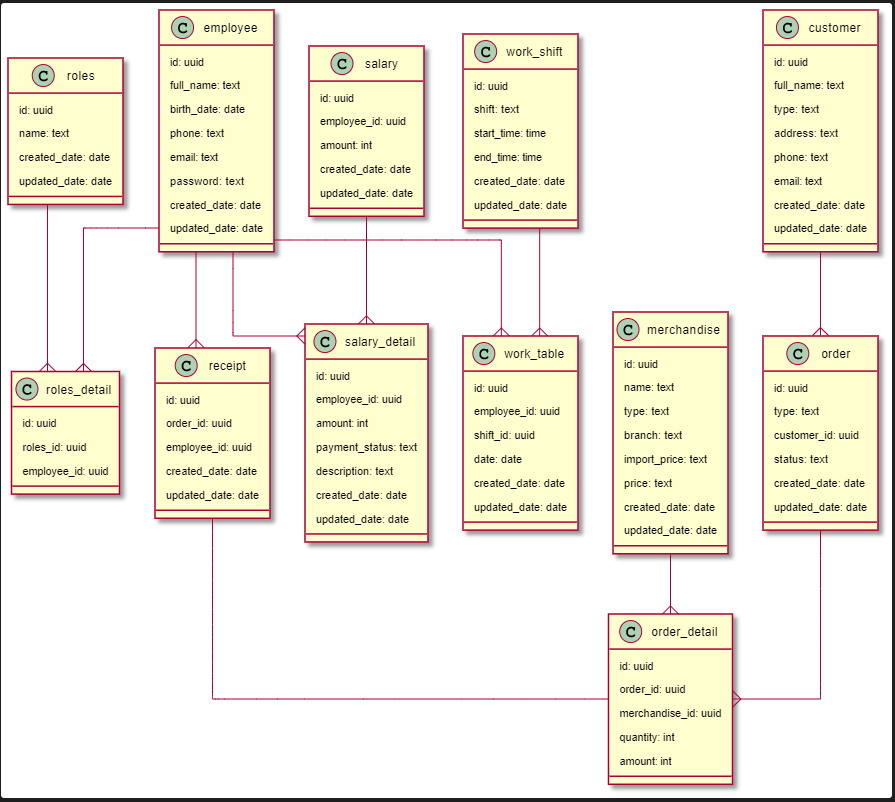 C roles
id: uuid
name: text
created_date: date
updated_date: date
C employee
id: uuid
full_name: text
birth_date: date
phone: text
email: text
password: text
created_date: date
updated_date: date
C salary
id: uuid
employee_id: uuid
amount: int
created_date: date
updated_date: date
C work_shift
id: uuid
shift: text
start_time: time
end_time: time
created_date: date
updated_date: date
C customer
id: uuid
full_name: text
type: text
address: text
phone: text
email: text
created_date: date
updated_date: date
C roles_detail
id: uuid
roles_id: uuid
employee_id: uuid
C receipt
id: uuid
order_id: uuid
employee_id: uuid
created_date: date
updated_date: date
C salary_detail
id: uuid
employee_id: uuid
amount: int
payment_status: text
description: text
created_date: date
updated_date: date
C work_table
id: uuid
employee_id: uuid
shift_id: uuid
date: date
created_date: date
updated_date: date
C merchandise
id: uuid
name: text
type: text
branch: text
import_price: text
price: text
created_date: date
updated_date: date
C order
id: uuid
type: text
customer_id: uuid
status: text
created_date: date
updated_date: date
C order_detail
id: uuid
order_id: uuid
merchandise_id: uuid
quantity: int
amount: int